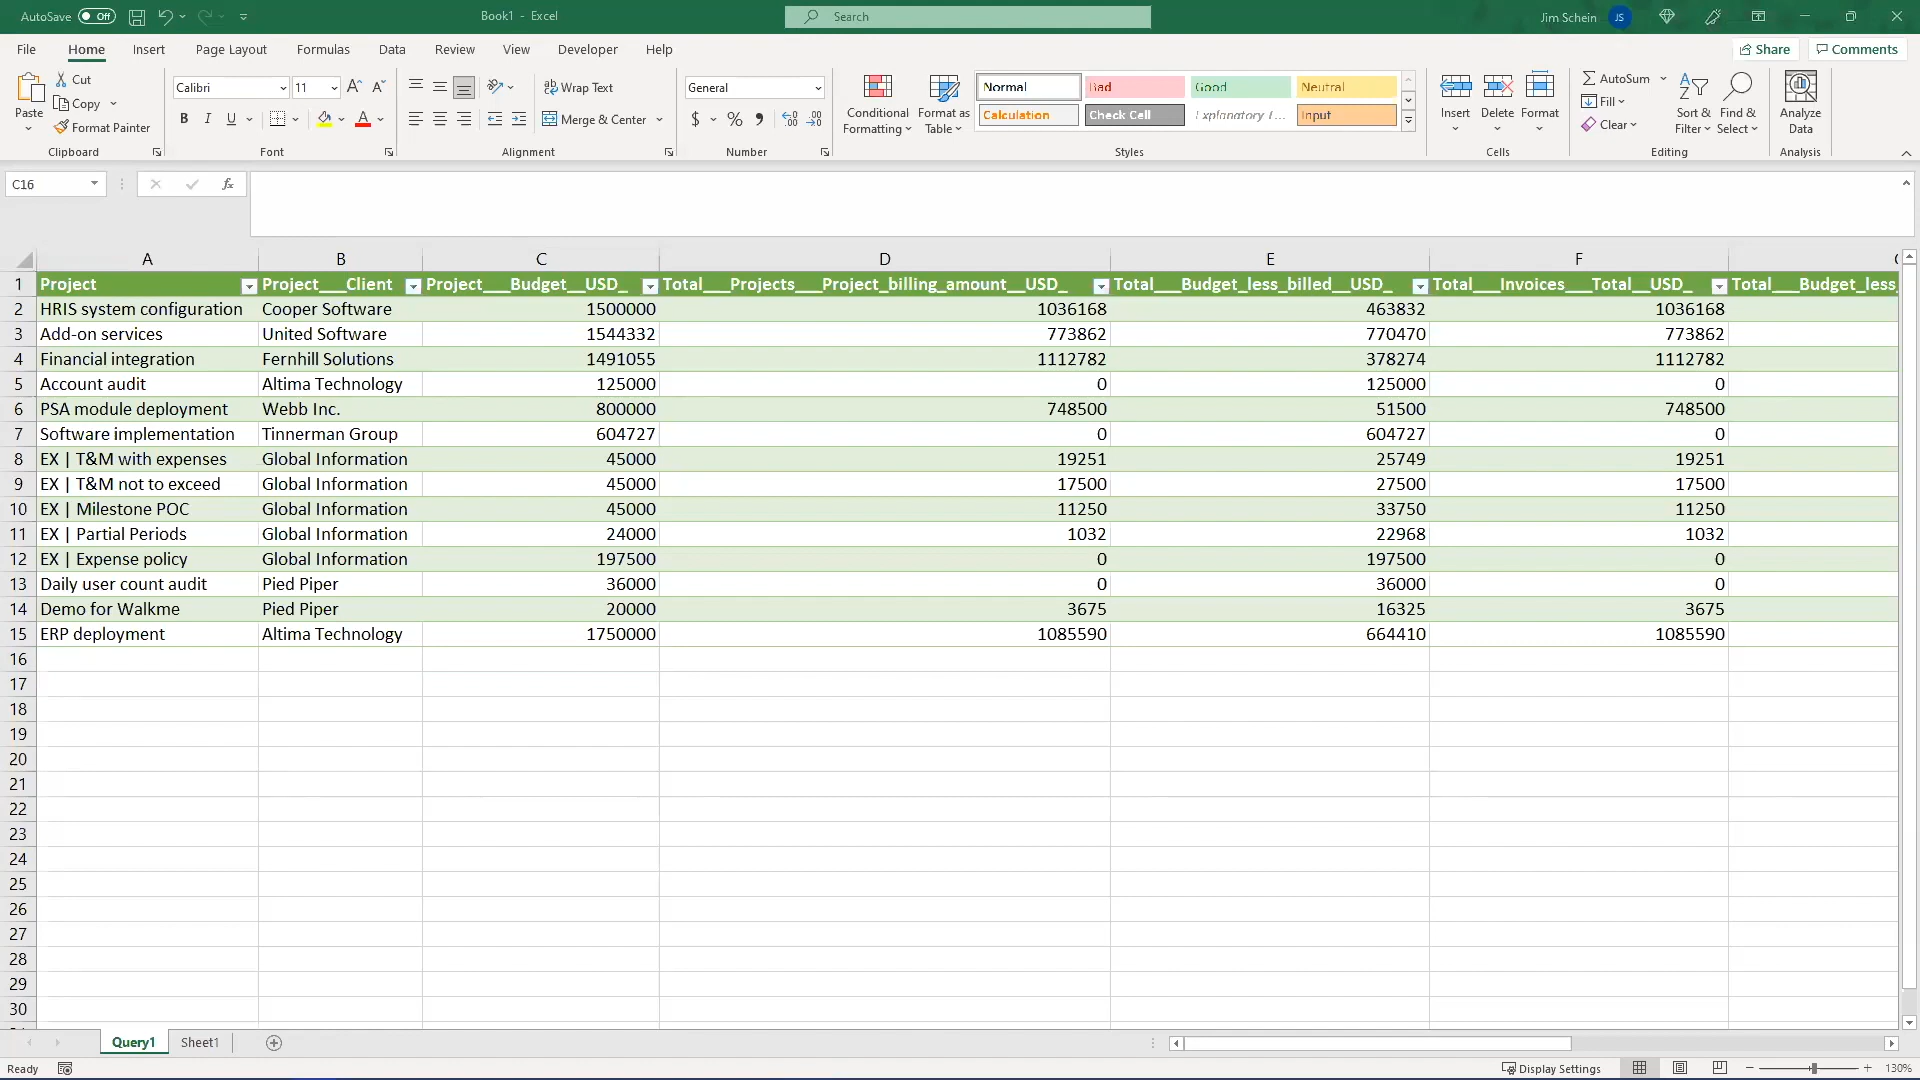 AutoSave Off Book1 - Excel Search Jim Schein JS
File Home Insert Page Layout Formulas Data Review View Developer Help Share Comments
Paste Cut Copy Format Painter Clipboard
Calibri 11 A A B I U A Font
Wrap Text Merge & Center Alignment
General $ % Number
Conditional Formatting Format as Table
Normal Bad Good Neutral
Calculation Check Cell Explanatory E... Input
Styles
Insert Delete Format Cells
AutoSum Fill Clear Sort & Filter Find & Select Editing
Analyze Data Analysis
C16 fx
A B C D E F
1 Project Project___Client Project___Budget__USD_ Total___Projects___Project_billing_amount__USD_ Total___Budget_less_billed__USD_ Total___Invoices___Total__USD_ Total___Budget_less_
2 HRIS system configuration Cooper Software 1500000 1036168 463832 1036168
3 Add-on services United Software 1544332 773862 770470 773862
4 Financial integration Fernhill Solutions 1491055 1112782 378274 1112782
5 Account audit Altima Technology 125000 0 125000 0
6 PSA module deployment Webb Inc. 800000 748500 51500 748500
7 Software implementation Tinnerman Group 604727 0 604727 0
8 EX | T&M with expenses Global Information 45000 19251 25749 19251
9 EX | T&M not to exceed Global Information 45000 17500 27500 17500
10 EX | Milestone POC Global Information 45000 11250 33750 11250
11 EX | Partial Periods Global Information 24000 1032 22968 1032
12 EX | Expense policy Global Information 197500 0 197500 0
13 Daily user count audit Pied Piper 36000 0 36000 0
14 Demo for Walkme Pied Piper 20000 3675 16325 3675
15 ERP deployment Altima Technology 1750000 1085590 664410 1085590
16
17
18
19
20
21
22
23
24
25
26
27
28
29
30
Query1 Sheet1
Ready Display Settings 130%